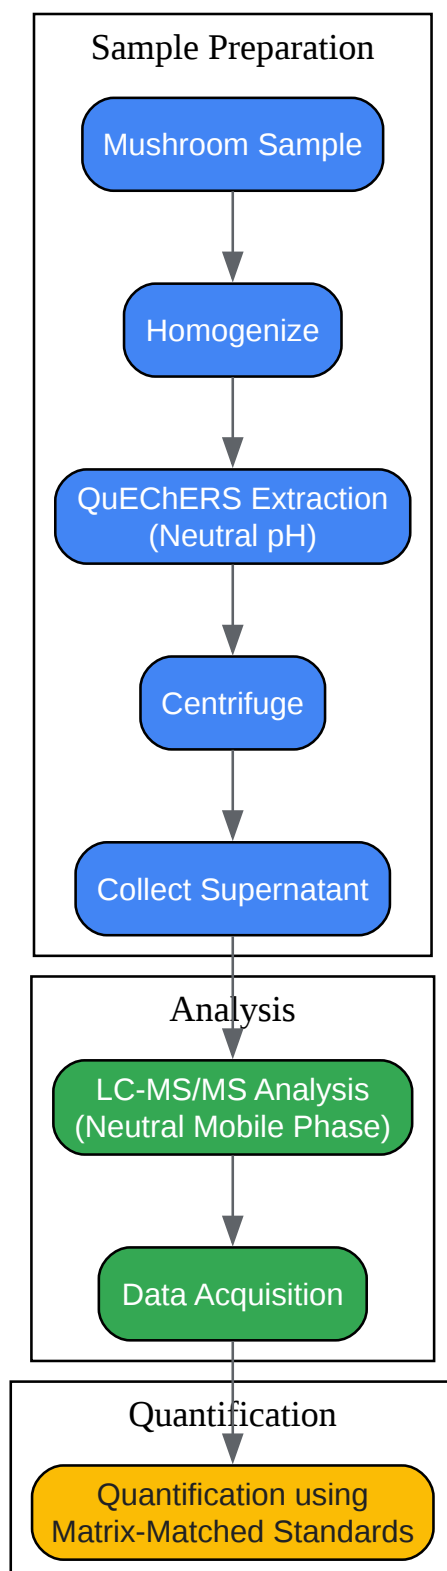 Sample Preparation
Mushroom Sample
Homogenize
QuEChERS Extraction
(Neutral pH)
Centrifuge
Collect Supernatant
Analysis
LC-MS/MS Analysis
(Neutral Mobile Phase)
Data Acquisition
Quantification
Quantification using
Matrix-Matched Standards